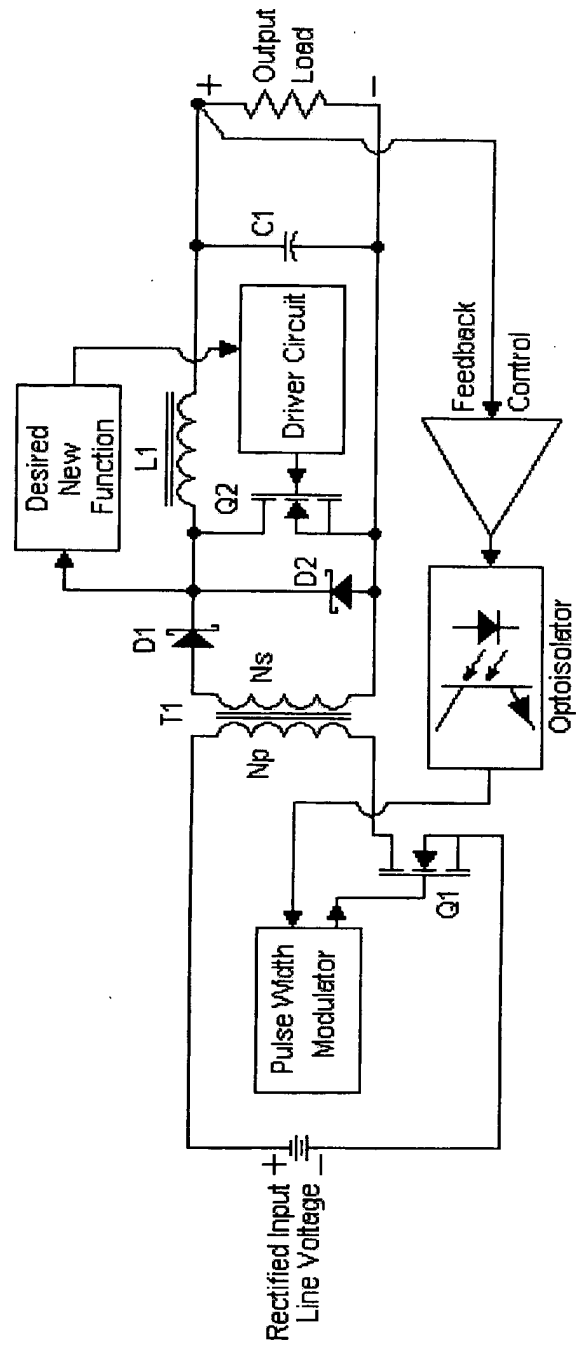 Rectified Input
Line Voltage
+
−
Pulse Width
Modulator
Q1
T1
Np
Ns
D1
D2
Desired
New
Function
L1
Q2
Driver Circuit
C1
+
−
Output
Load
Feedback
Control
Optoisolator